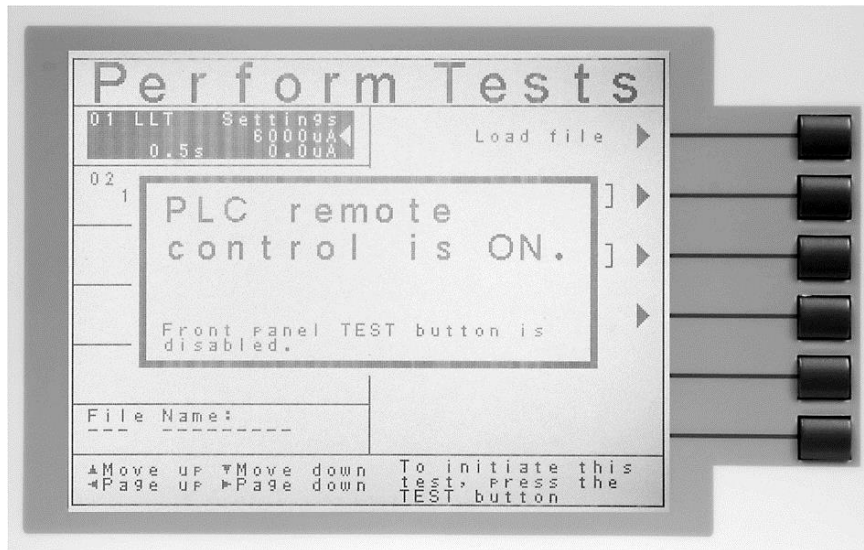 Perform Tests
01 LLT Settings
6000uA
0.5s 0.0uA
Load file
02
1
]
]
PLC remote
control is ON.
Front panel TEST button is
disabled.
File Name:
▲Move up ▼Move down
◄Page up ►Page down
To initiate this
test, press the
TEST button